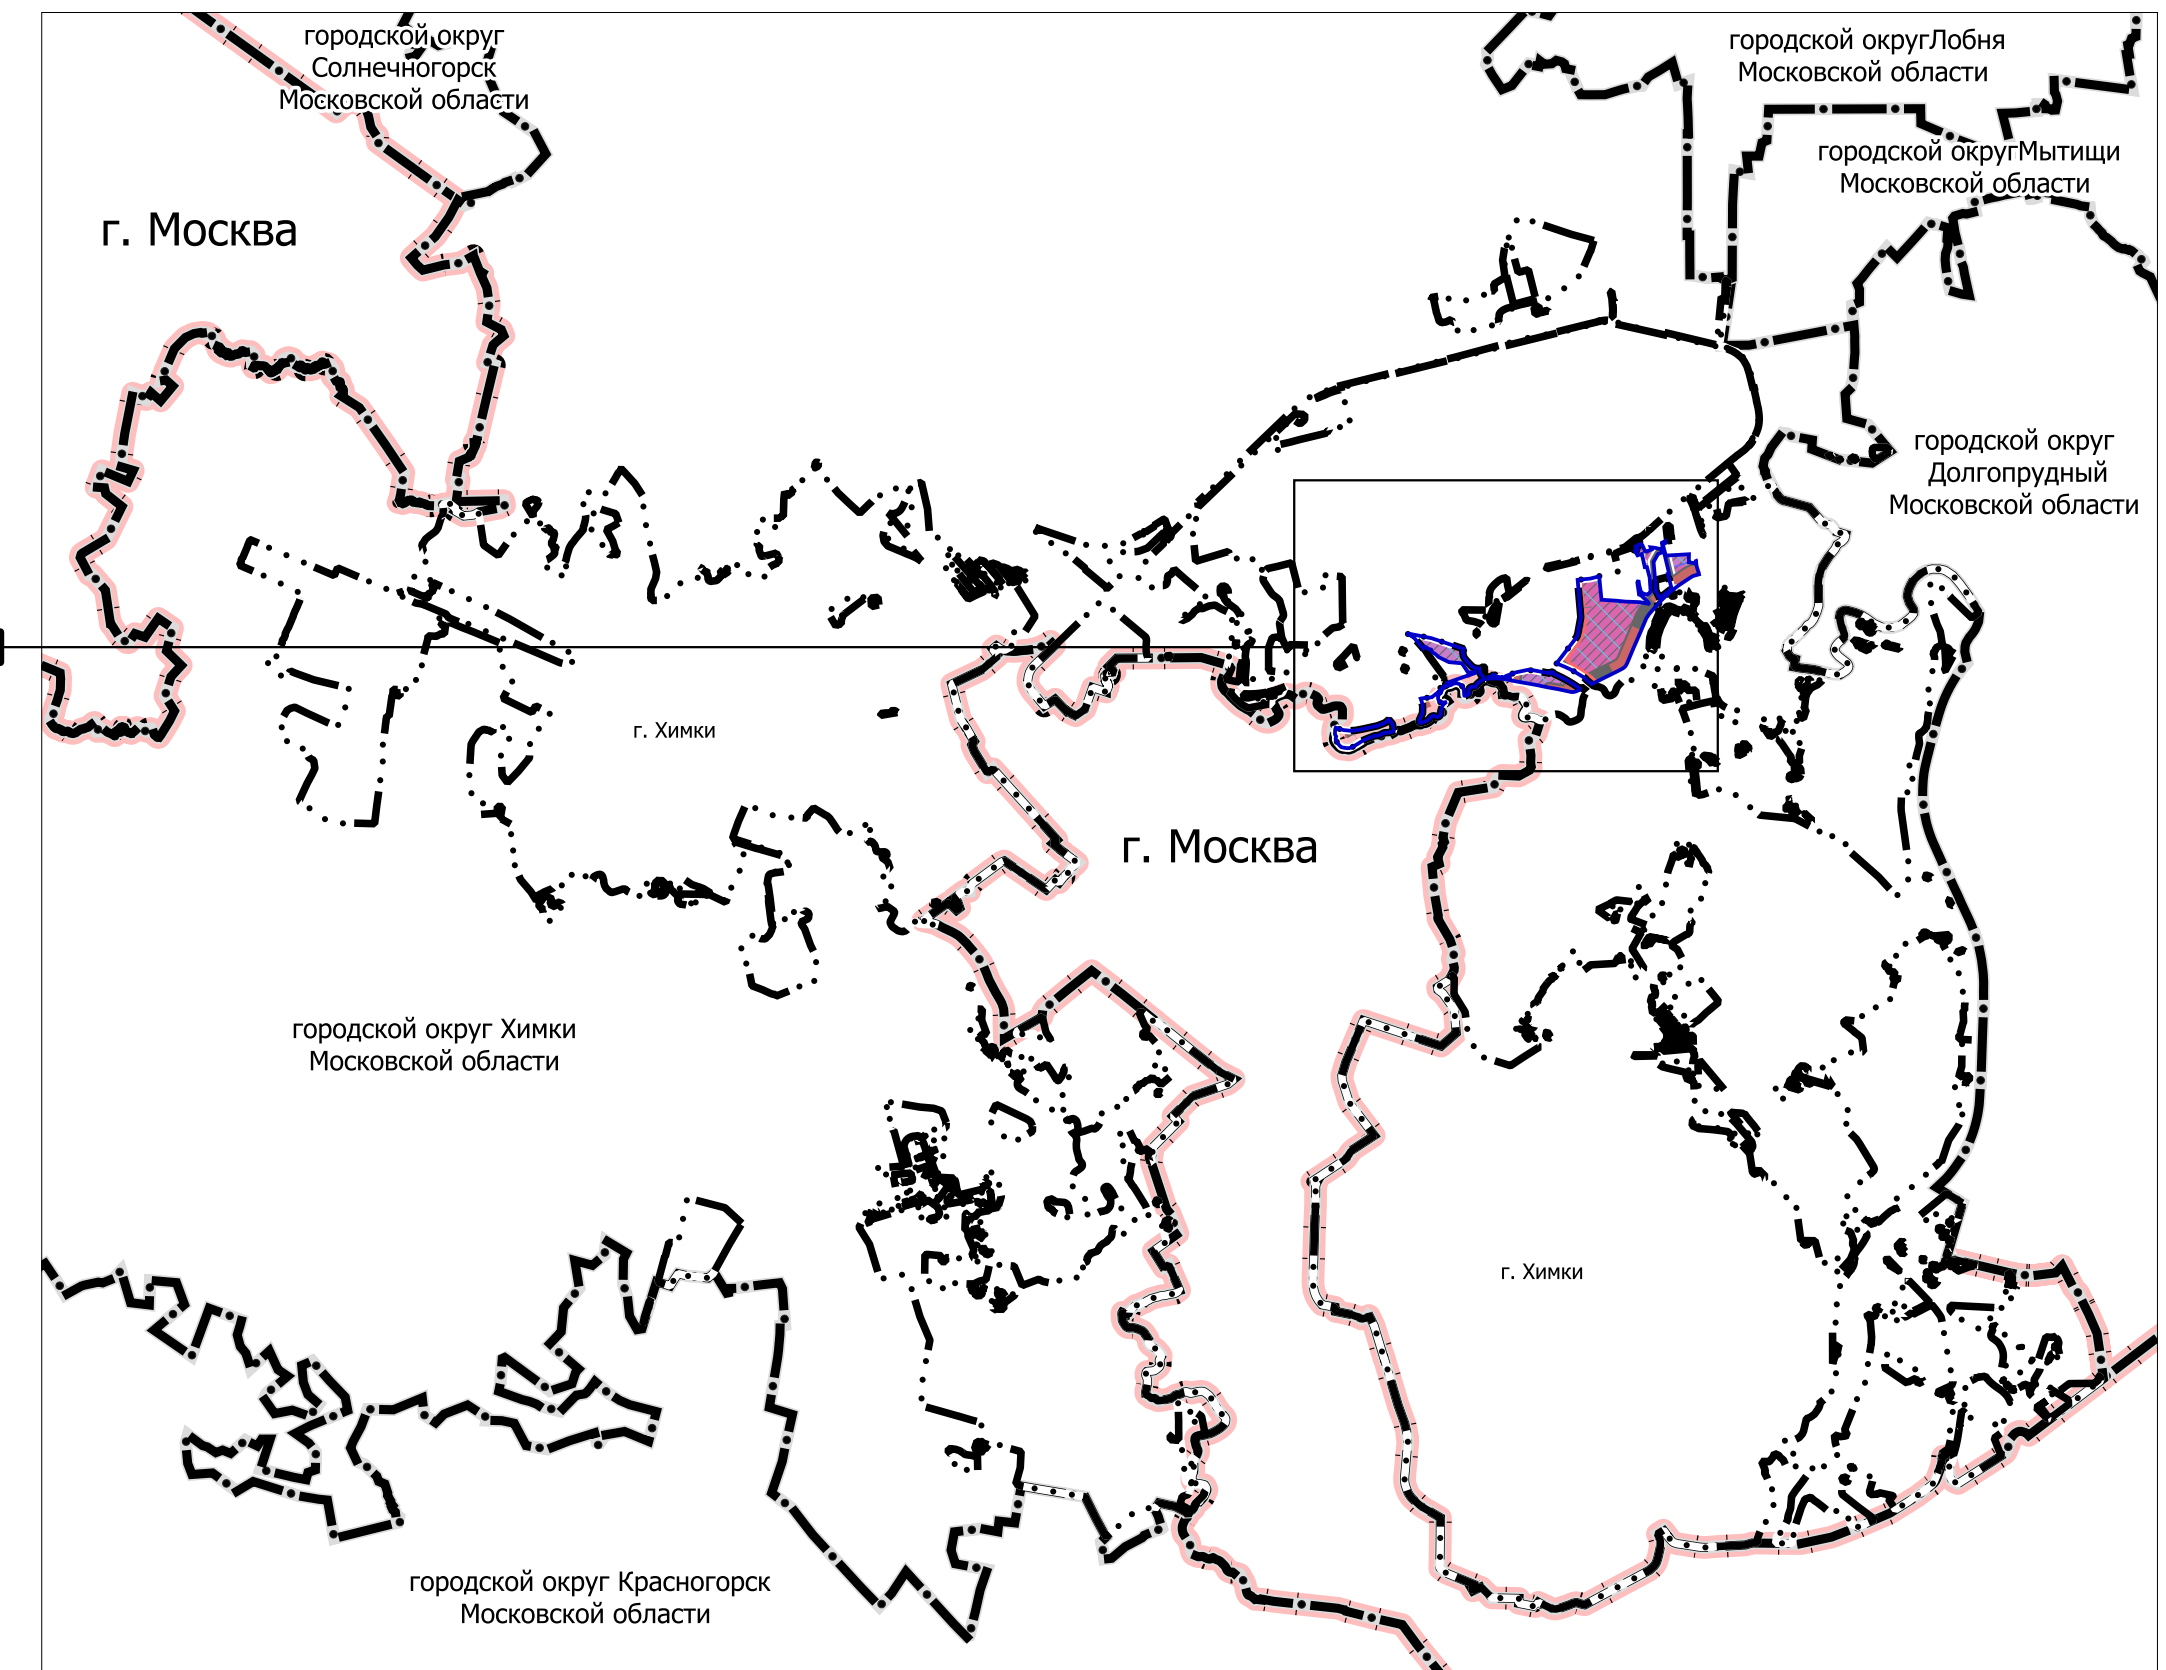 городской округ
Солнечногорск
Московской области
городской округЛобня
Московской области
городской округМытищи
Московской области
г. Москва
городской округ
Долгопрудный
Московской области
г. Химки
г. Москва
городской округ Химки
Московской области
г. Химки
городской округ Красногорск
Московской области